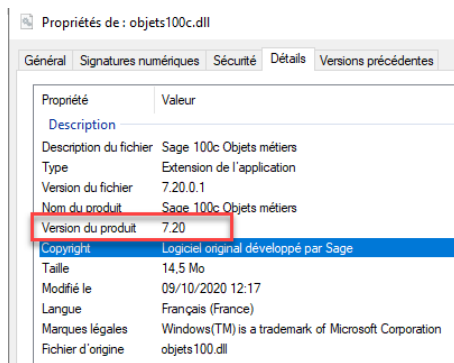 Propriétés de : objets100c.dll
Général Signatures numériques Sécurité Détails Versions précédentes
Propriété Valeur
Description
Description du fichier Sage 100c Objets métiers
Type Extension de l'application
Version du fichier 7.20.0.1
Nom du produit Sage 100c Objets métiers
Version du produit 7.20
Copyright Logiciel original développé par Sage
Taille 14,5 Mo
Modifié le 09/10/2020 12:17
Langue Français (France)
Marques légales Windows(TM) is a trademark of Microsoft Corporation
Fichier d'origine objets100.dll